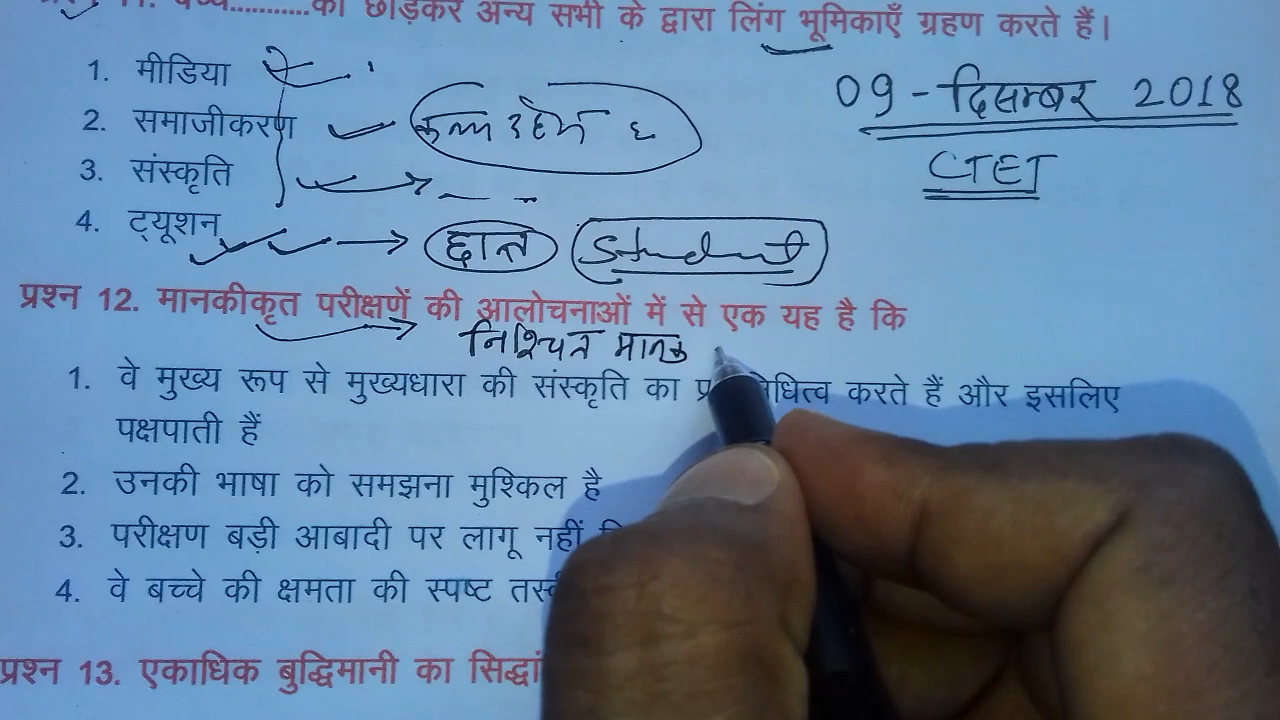 11. बच्चे...........को छोड़कर अन्य सभी के द्वारा लिंग भूमिकाएँ ग्रहण करते हैं।
1. मीडिया
09 - दिसम्बर 2018
2. समाजीकरण
CTET
3. संस्कृति
4. ट्यूशन छात्र student
प्रश्न 12. मानकीकृत परीक्षणें की आलोचनाओं में से एक यह है कि
निश्चित मानक
1. वे मुख्य रूप से मुख्यधारा की संस्कृति का करते हैं और इसलिए
पक्षपाती हैं
2. उनकी भाषा को समझना मुश्किल है
3. परीक्षण बड़ी आबादी पर लागू नहीं
4. वे बच्चे की क्षमता की स्पष्ट
प्रश्न 13. एकाधिक बुद्धिमानी का